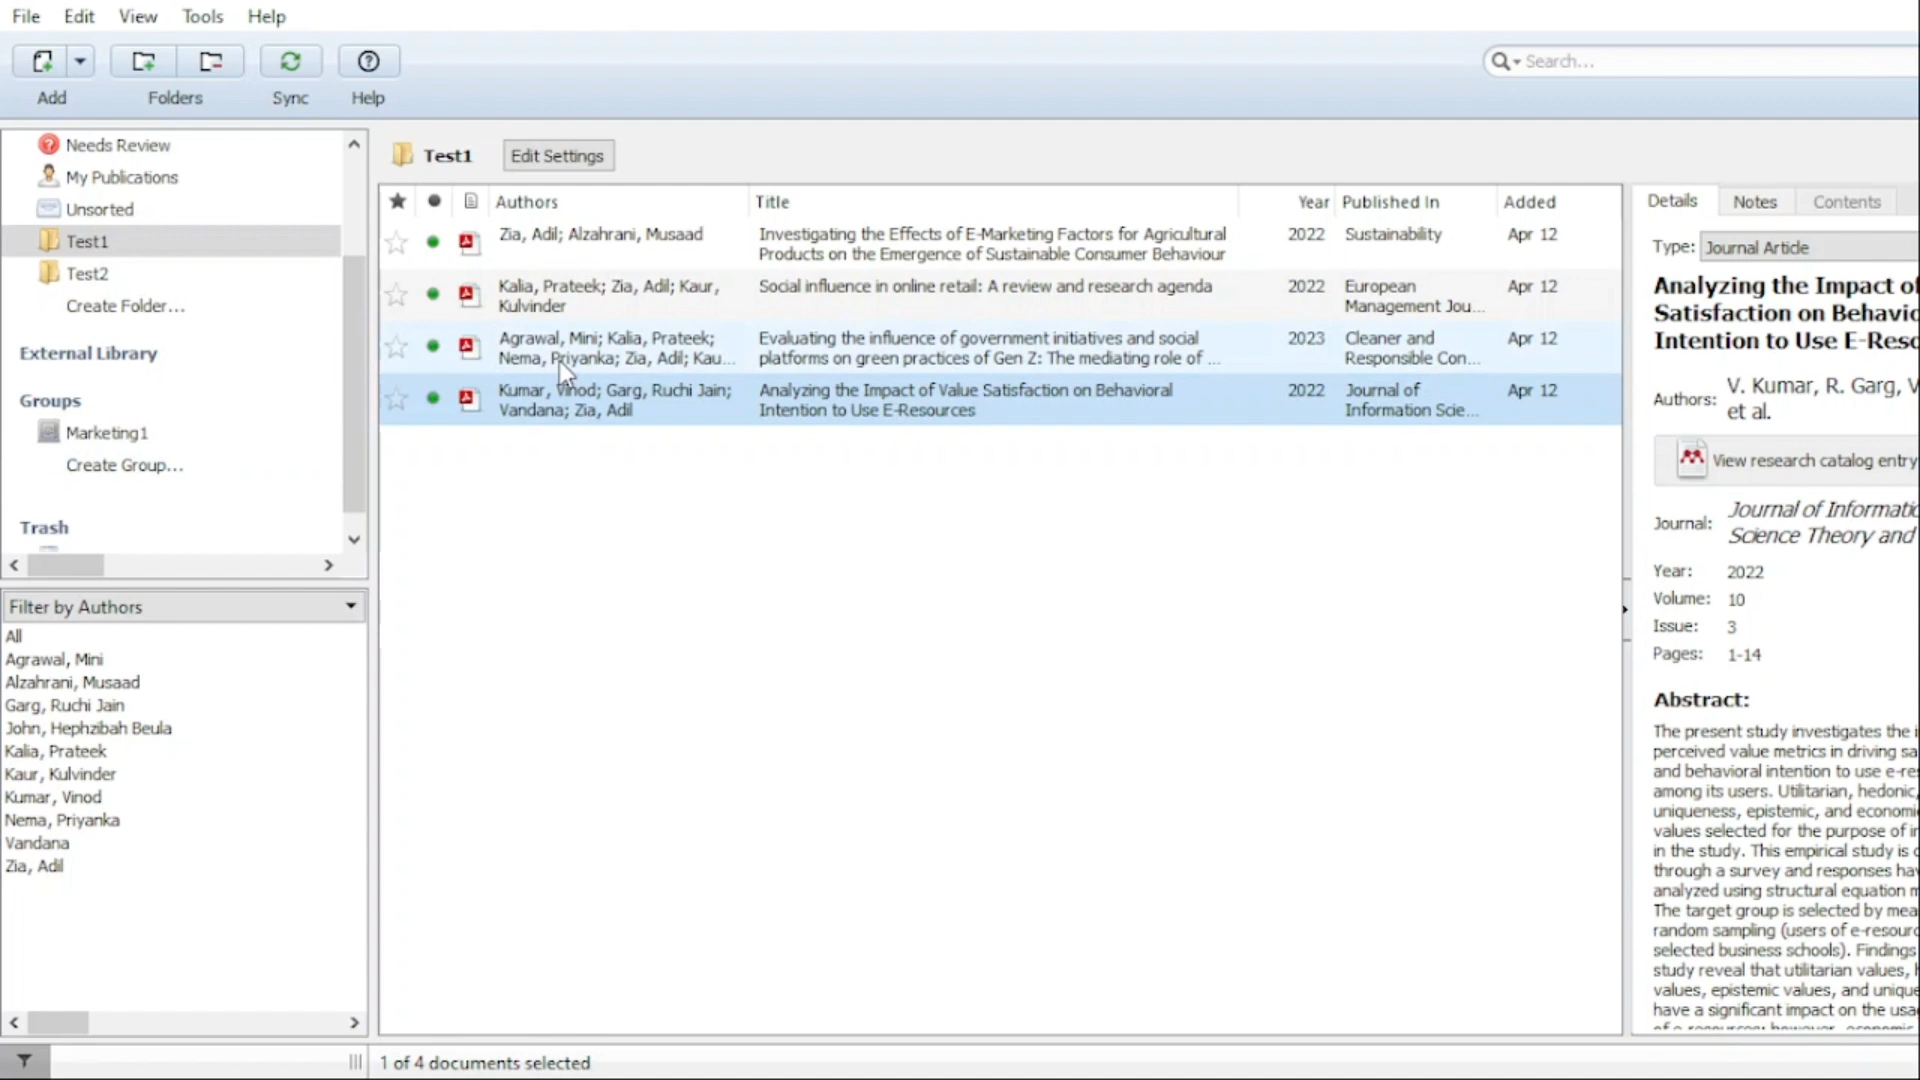 File Edit View Tools Help
Search...
Add Folders Sync Help
Needs Review
My Publications
Unsorted
Test1
Test2
Create Folder...
External Library
Groups
Marketing1
Create Group...
Trash
Filter by Authors
All
Agrawal, Mini
Alzahrani, Musaad
Garg, Ruchi Jain
John, Hephzibah Beula
Kalia, Prateek
Kaur, Kulvinder
Kumar, Vinod
Nema, Priyanka
Vandana
Zia, Adil
Test1 Edit Settings
Authors Title Year Published In Added
Zia, Adil; Alzahrani, Musaad Investigating the Effects of E-Marketing Factors for Agricultural 2022 Sustainability Apr 12
Products on the Emergence of Sustainable Consumer Behaviour
Kalia, Prateek; Zia, Adil; Kaur, Social influence in online retail: A review and research agenda 2022 European Apr 12
Kulvinder Management Jou...
Agrawal, Mini; Kalia, Prateek; Evaluating the influence of government initiatives and social 2023 Cleaner and Apr 12
Nema, Priyanka; Zia, Adil; Kau... platforms on green practices of Gen Z: The mediating role of ... Responsible Con...
Kumar, Vinod; Garg, Ruchi Jain; Analyzing the Impact of Value Satisfaction on Behavioral 2022 Journal of Apr 12
Vandana; Zia, Adil Intention to Use E-Resources Information Scie...
1 of 4 documents selected
Details Notes Contents
Type: Journal Article
Analyzing the Impact of
Satisfaction on Behavio
Intention to Use E-Reso
Authors: V. Kumar, R. Garg, V
et al.
View research catalog entry
Journal: Journal of Informatic
Science Theory and
Year: 2022
Volume: 10
Issue: 3
Pages: 1-14
Abstract:
The present study investigates the i
perceived value metrics in driving sa
and behavioral intention to use e-res
among its users. Utilitarian, hedonic,
uniqueness, epistemic, and economi
values selected for the purpose of in
in the study. This empirical study is c
through a survey and responses hav
analyzed using structural equation m
The target group is selected by mea
random sampling (users of e-resourc
selected business schools). Findings
study reveal that utilitarian values, h
values, epistemic values, and unique
have a significant impact on the usa